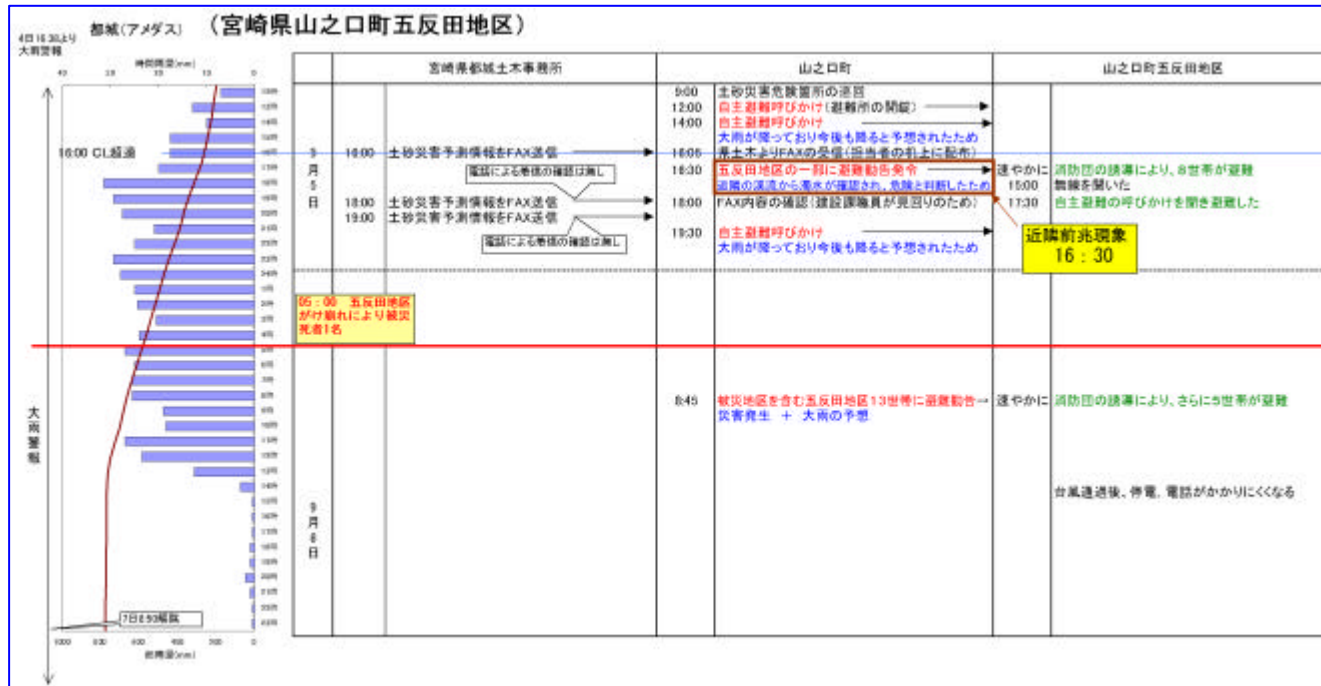 都城(アメダス)
(宮崎県山之口町五反田地区)
4日16:30より
大雨警報
時間雨量(mm)
40
0
宮崎県都城土木事務所
山之口町
山之口町五反田地区
9月5日
16:00 CL超過
16:00 土砂災害予測情報をFAX送信
電話による着信の確認は無し
18:00 土砂災害予測情報をFAX送信
19:00 土砂災害予測情報をFAX送信
電話による着信の確認は無し
9:00 土砂災害危険箇所の巡回
12:00 自主避難呼びかけ(避難所の開錠)
14:00 自主避難呼びかけ
大雨が降っており今後も降ると予想されたため
16:05 県土木よりFAXの受信(担当者の机上に配布)
16:30 五反田地区の一部に避難勧告発令
近隣の渓流から濁水が確認され、危険と判断したため
18:00 FAX内容の確認(建設課職員が見回りのため)
19:30 自主避難呼びかけ
大雨が降っており今後も降ると予想されたため
速やかに 消防団の誘導により、8世帯が避難
15:00 無線を聞いた
17:30 自主避難の呼びかけを聞き避難した
近隣前兆現象
16:30
05:00 五反田地区
がけ崩れにより被災
死者1名
8:45 被災地区を含む五反田地区13世帯に避難勧告
災害発生 + 大雨の予想
速やかに 消防団の誘導により、さらに5世帯が避難
台風通過後、停電、電話がかかりにくくなる
9月6日
大雨警報
7日8:50解除
1000 800 600 400 200 0